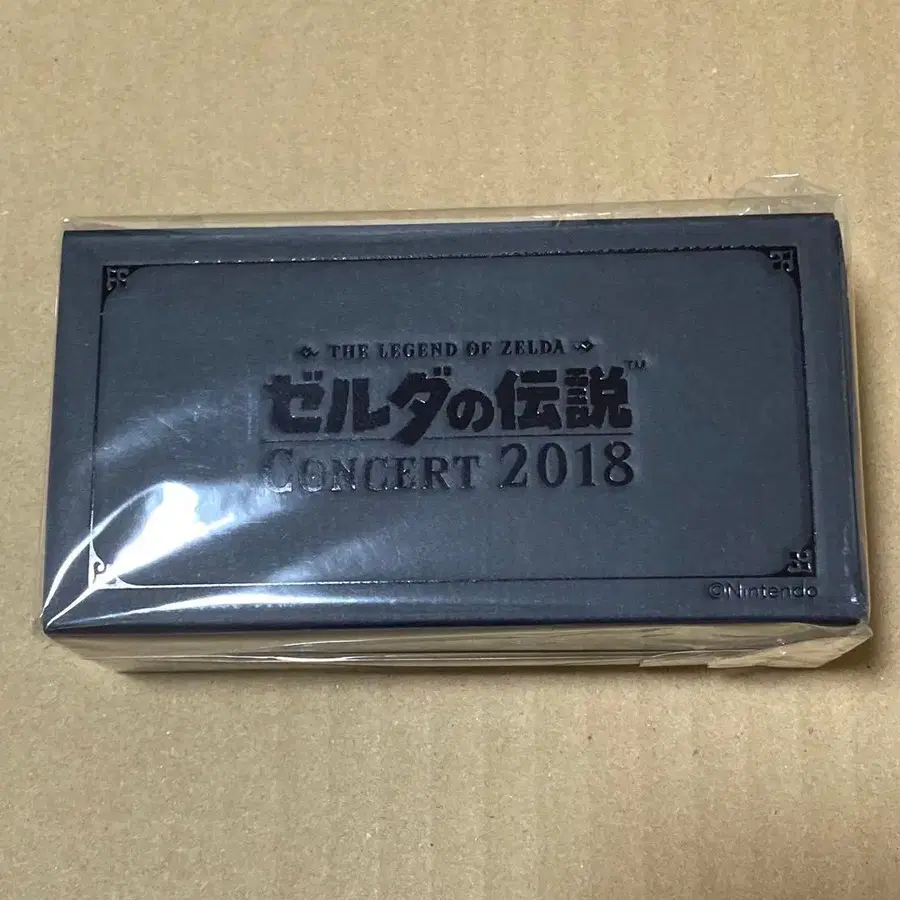 THE LEGEND OF ZELDA
ゼルダの伝説™
CONCERT 2018
©Nintendo